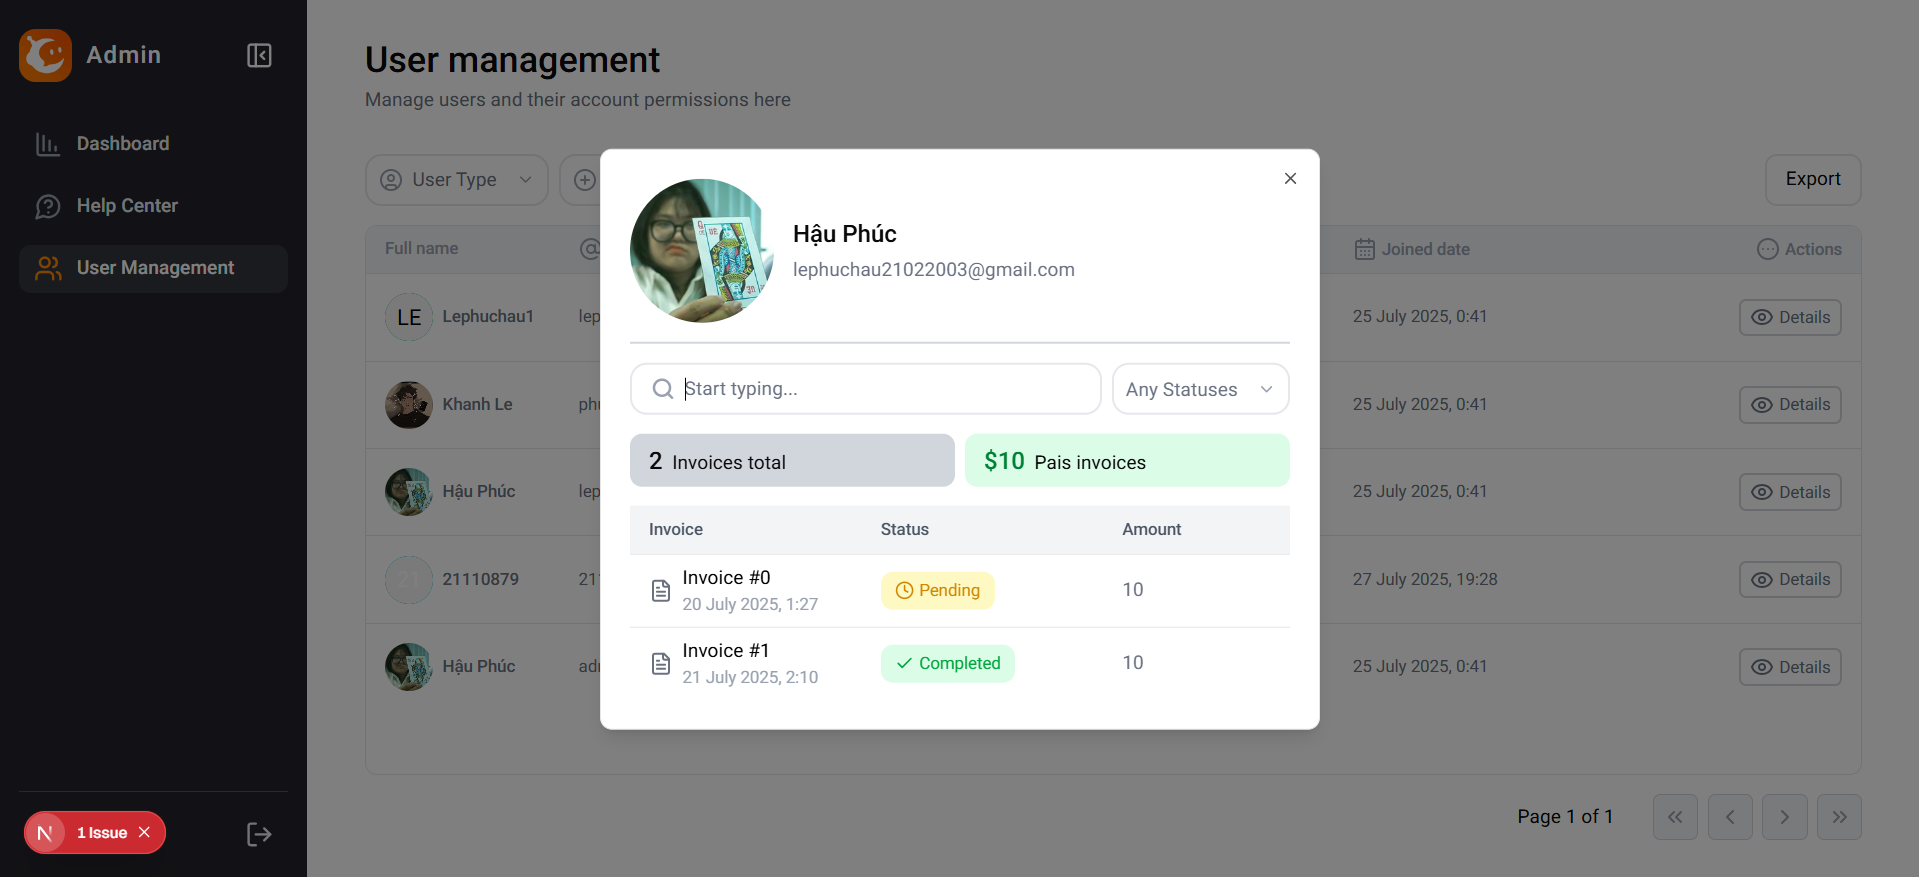 Admin
Dashboard
Help Center
User Management
1 Issue
User management
Manage users and their account permissions here
User Type
Export
Full name
Joined date
Actions
LE
Lephuchau1
lep
25 July 2025, 0:41
Details
Khanh Le
phu
25 July 2025, 0:41
Details
Hậu Phúc
lep
25 July 2025, 0:41
Details
21
21110879
21
27 July 2025, 19:28
Details
Hậu Phúc
adm
25 July 2025, 0:41
Details
Page 1 of 1
Hậu Phúc
lephuchau21022003@gmail.com
Start typing...
Any Statuses
2 Invoices total
$10 Pais invoices
Invoice
Status
Amount
Invoice #0
20 July 2025, 1:27
Pending
10
Invoice #1
21 July 2025, 2:10
Completed
10